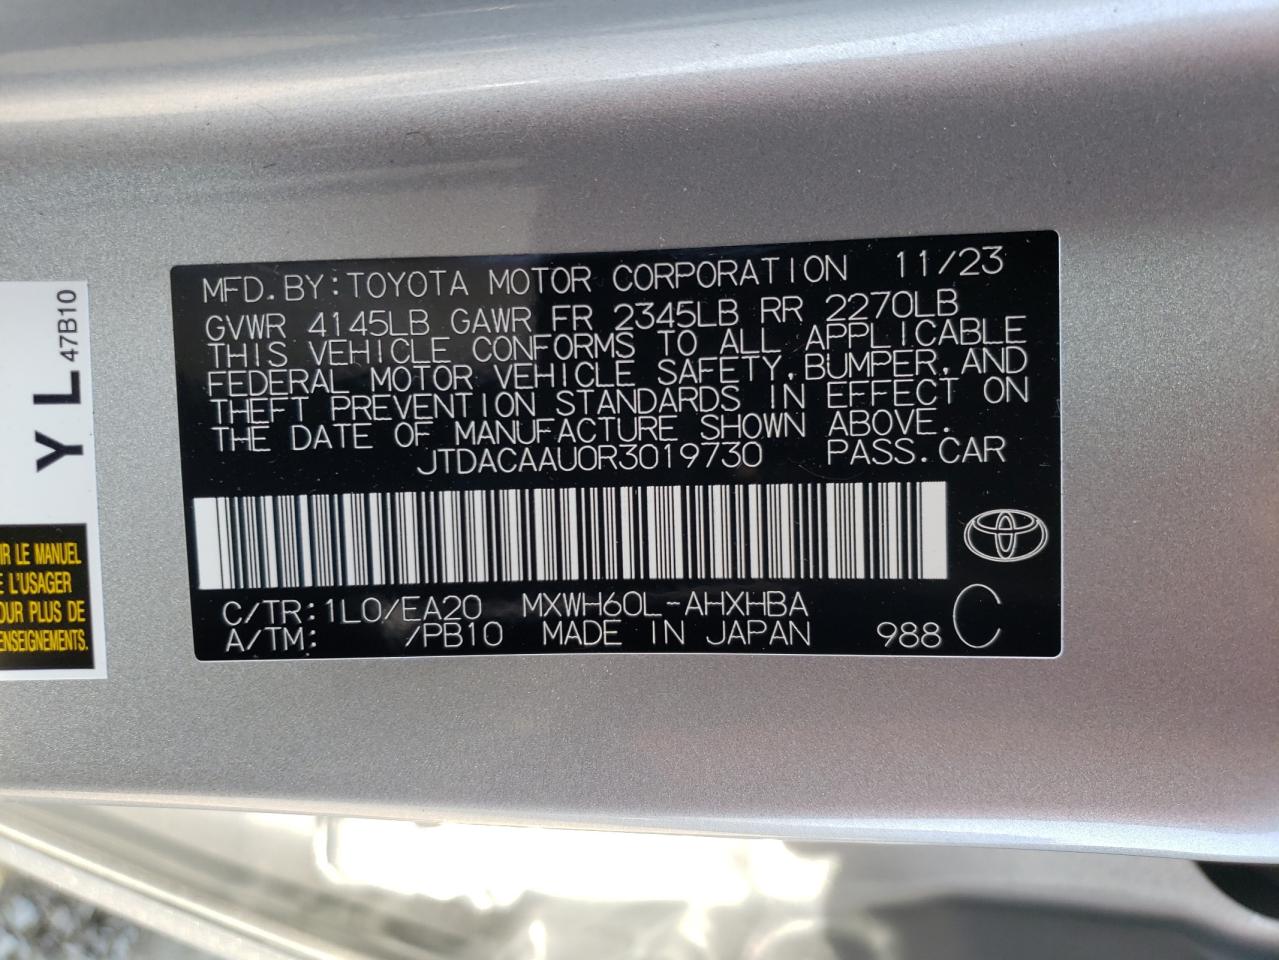 MFD.BY:TOYOTA MOTOR CORPORATION 11/23
GVWR 4145LB GAWR FR 2345LB RR 2270LB
THIS VEHICLE CONFORMS TO ALL APPLICABLE
FEDERAL MOTOR VEHICLE SAFETY,BUMPER,AND
THEFT PREVENTION STANDARDS IN EFFECT ON
THE DATE OF MANUFACTURE SHOWN ABOVE.
JTDACAAU0R3019730 PASS.CAR
C/TR:1L0/EA20 MXWH60L-AHXHBA
A/TM: /PB10 MADE IN JAPAN 988 C
Y L 47B10
LE MANUEL
L'USAGER
PLUS DE